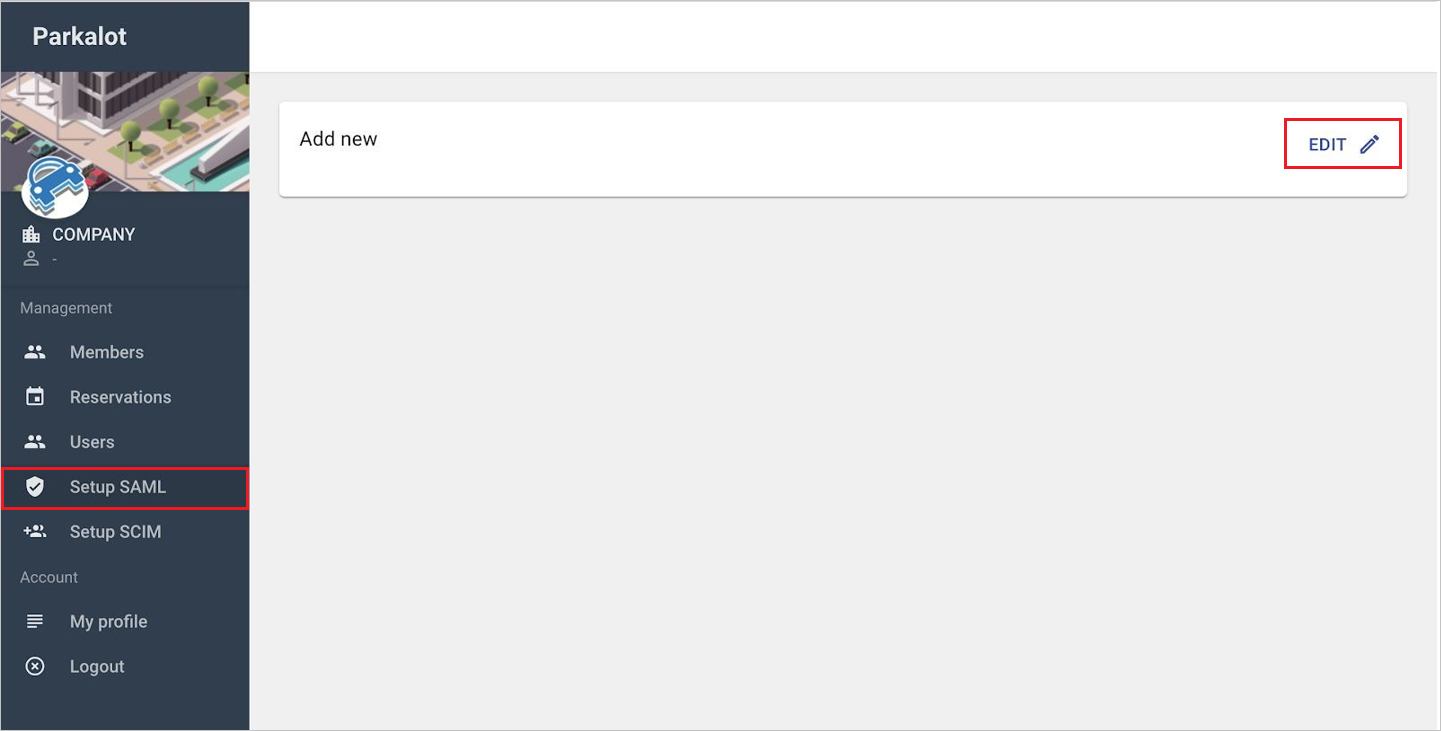 Parkalot
COMPANY
-
Management
Members
Reservations
Users
Setup SAML
Setup SCIM
Account
My profile
Logout
Add new
EDIT